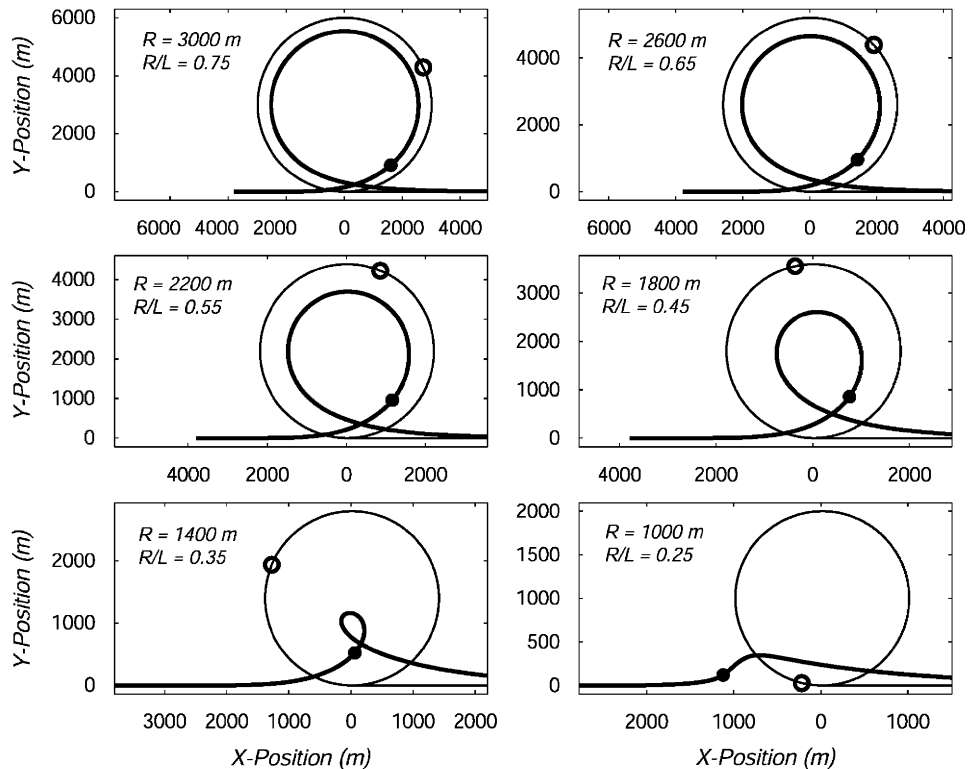 R = 3000 m
R/L = 0.75
Y-Position (m)
6000
4000
2000
0
6000 4000 2000 0 2000 4000
R = 2600 m
R/L = 0.65
4000
2000
0
6000 4000 2000 0 2000 4000
R = 2200 m
R/L = 0.55
Y-Position (m)
4000
3000
2000
1000
0
4000 2000 0 2000
R = 1800 m
R/L = 0.45
3000
2000
1000
0
4000 2000 0 2000
R = 1400 m
R/L = 0.35
Y-Position (m)
2000
1000
0
3000 2000 1000 0 1000 2000
X-Position (m)
R = 1000 m
R/L = 0.25
2000
1500
1000
500
0
2000 1000 0 1000
X-Position (m)